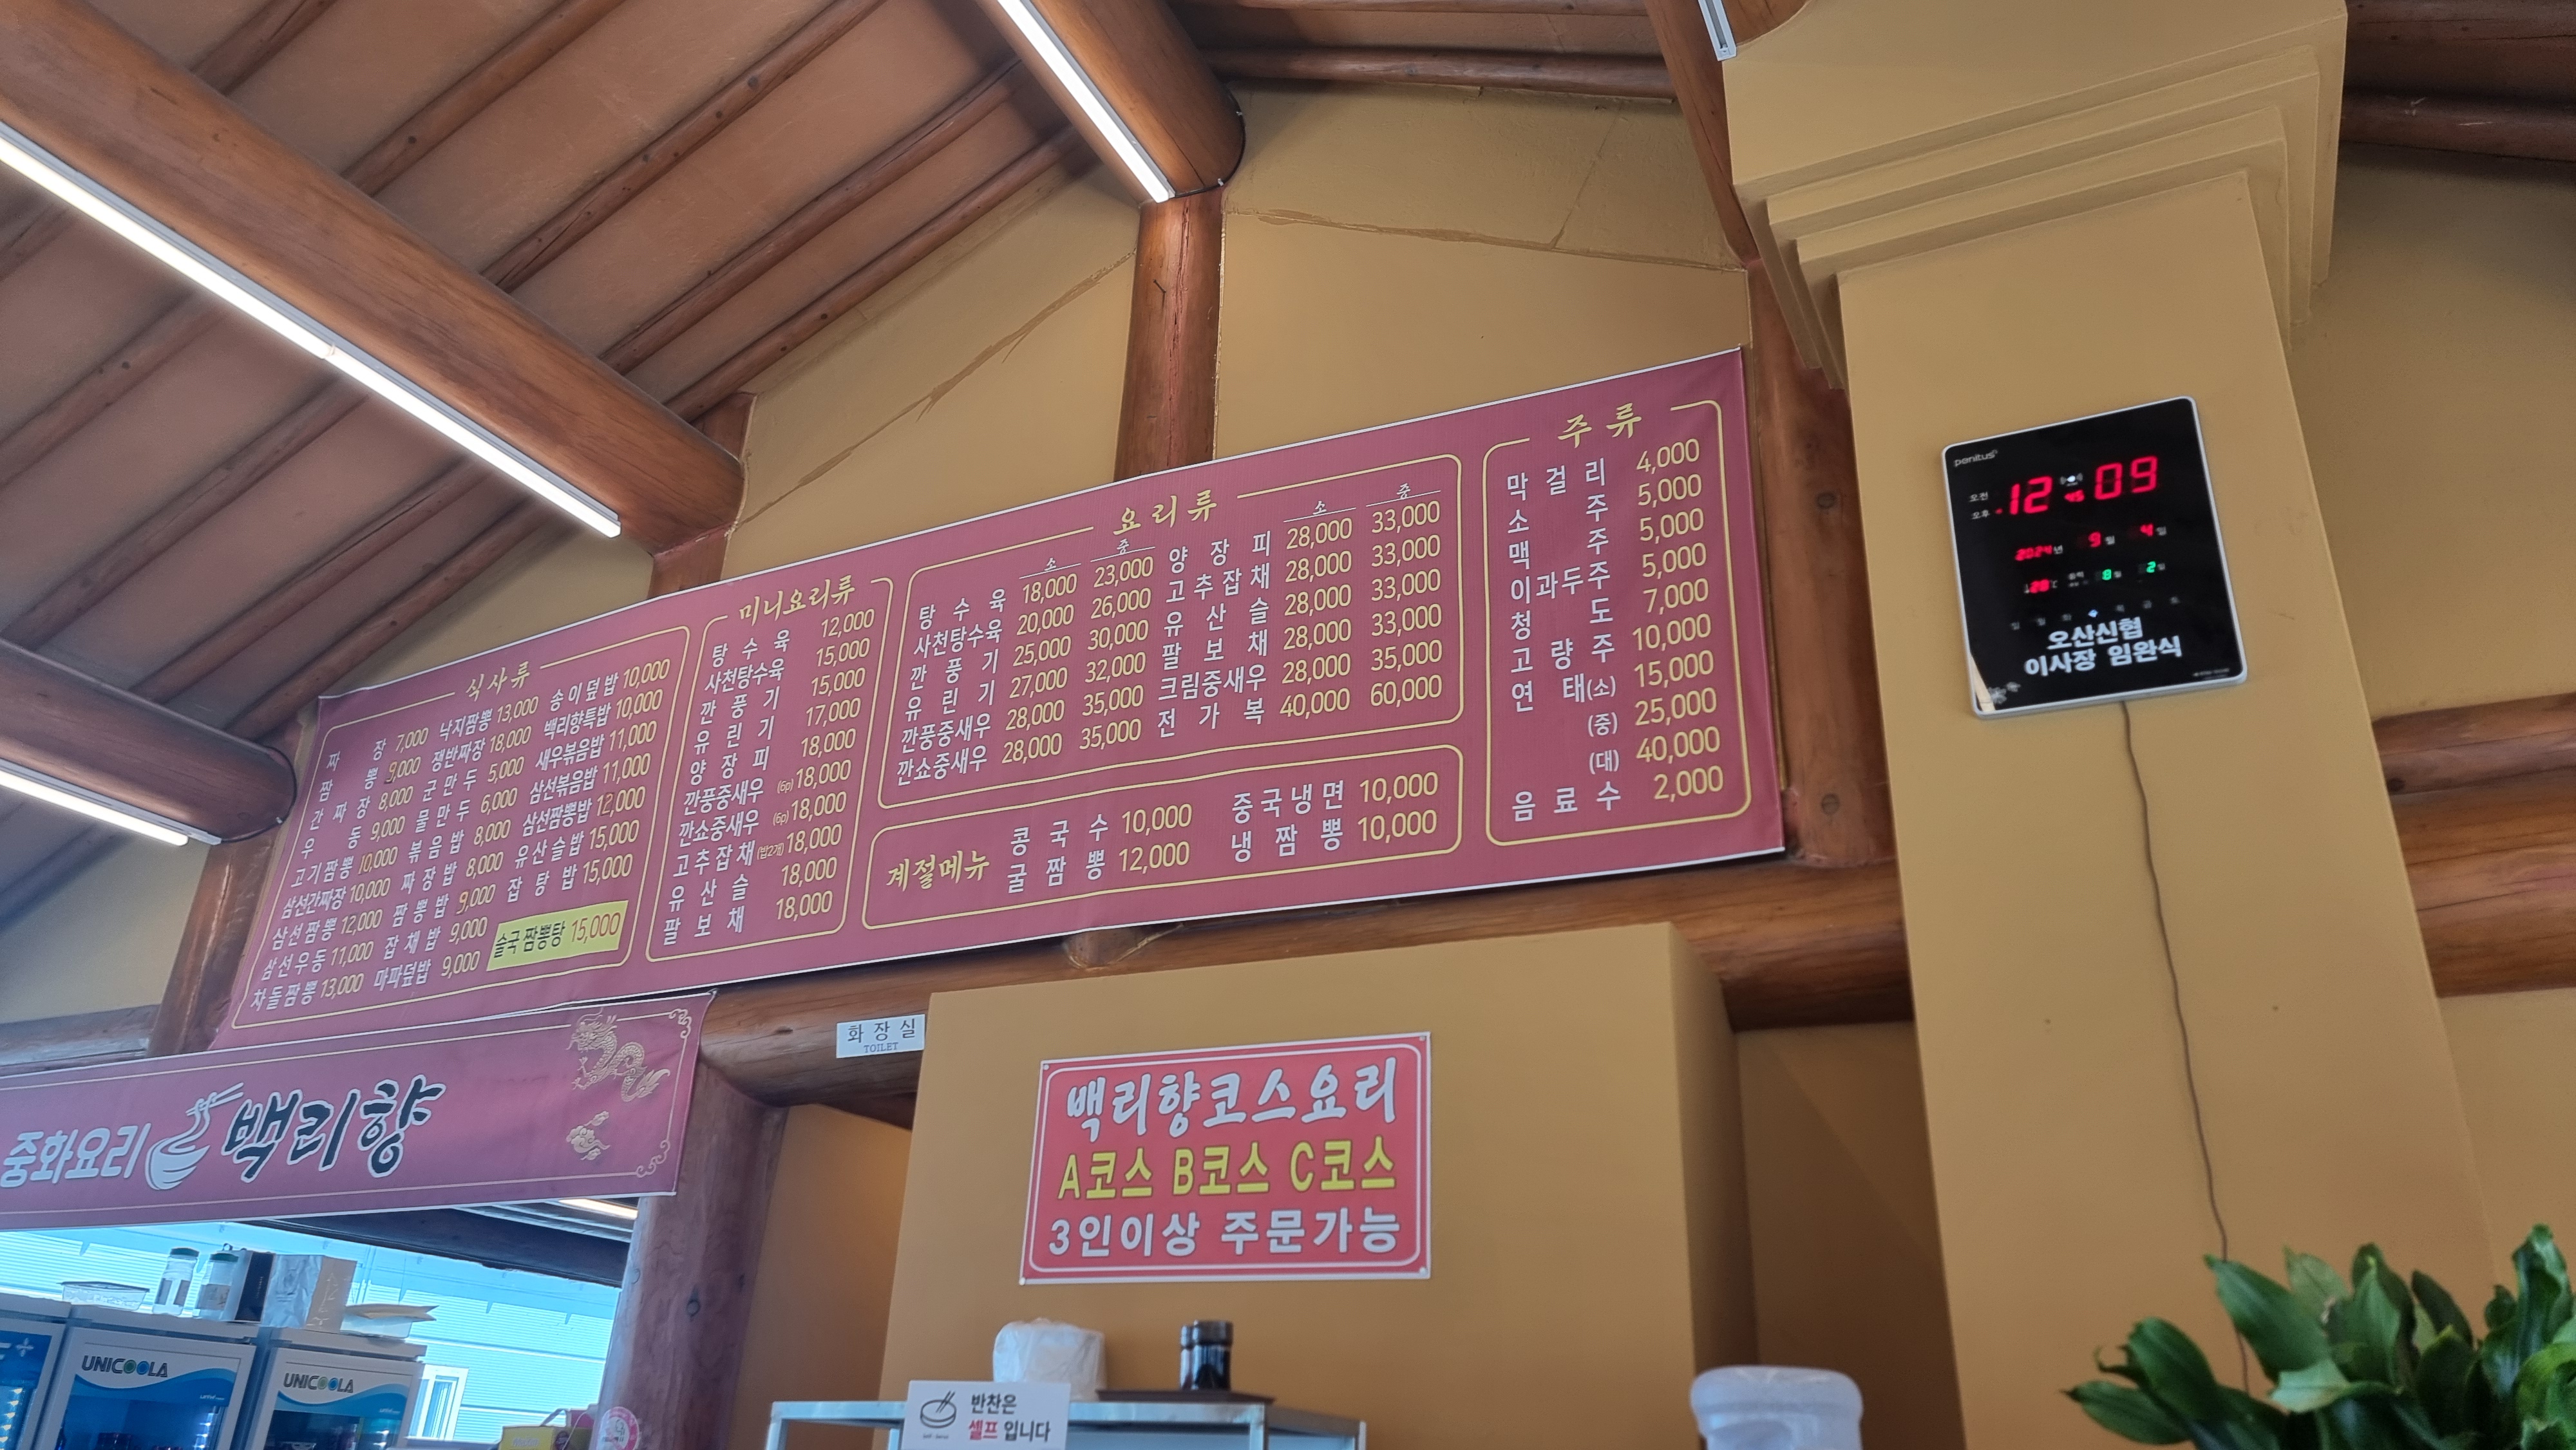 식사류
짜장 7,000 낙지짬뽕 13,000 송이덮밥 10,000
짬뽕 9,000 쟁반짜장 18,000 백리향특밥 10,000
간짜장 8,000 군만두 5,000 새우볶음밥 11,000
우동 9,000 물만두 6,000 삼선볶음밥 11,000
고기짬뽕 10,000 볶음밥 8,000 삼선짬뽕밥 12,000
삼선간짜장 10,000 짜장밥 8,000 유산슬밥 15,000
삼선짬뽕 12,000 짬뽕밥 9,000 잡탕밥 15,000
삼선우동 11,000 잡채밥 9,000 술국짬뽕탕 15,000
차돌짬뽕 13,000 마파덮밥 9,000
미니요리류
탕수육 12,000
사천탕수육 15,000
깐풍기 15,000
유린기 17,000
양장피 18,000
깐풍중새우 (6p) 18,000
깐쇼중새우 (6p) 18,000
고추잡채 (밥2개) 18,000
유산슬 18,000
팔보채 18,000
요리류
소 중 소 중
탕수육 18,000 23,000 양장피 28,000 33,000
사천탕수육 20,000 26,000 고추잡채 28,000 33,000
깐풍기 25,000 30,000 유산슬 28,000 33,000
유린기 27,000 32,000 팔보채 28,000 33,000
깐풍중새우 28,000 35,000 크림중새우 28,000 35,000
깐쇼중새우 28,000 35,000 전가복 40,000 60,000
계절메뉴
콩국수 10,000 중국냉면 10,000
굴짬뽕 12,000 냉짬뽕 10,000
주류
막걸리 4,000
소주 5,000
맥주 5,000
이과두주 5,000
청도 7,000
고량주 10,000
연태(소) 15,000
(중) 25,000
(대) 40,000
음료수 2,000
penitus
오전
오후
12 45 09
2024년 9월 4일
28℃ 음력 8월 2일
일 월 화 목 금 토
오산신협
이사장 임완식
화장실
TOILET
중화요리 백리향
백리향코스요리
A코스 B코스 C코스
3인이상 주문가능
UNICOOLA
UNICOOLA
반찬은
셀프 입니다